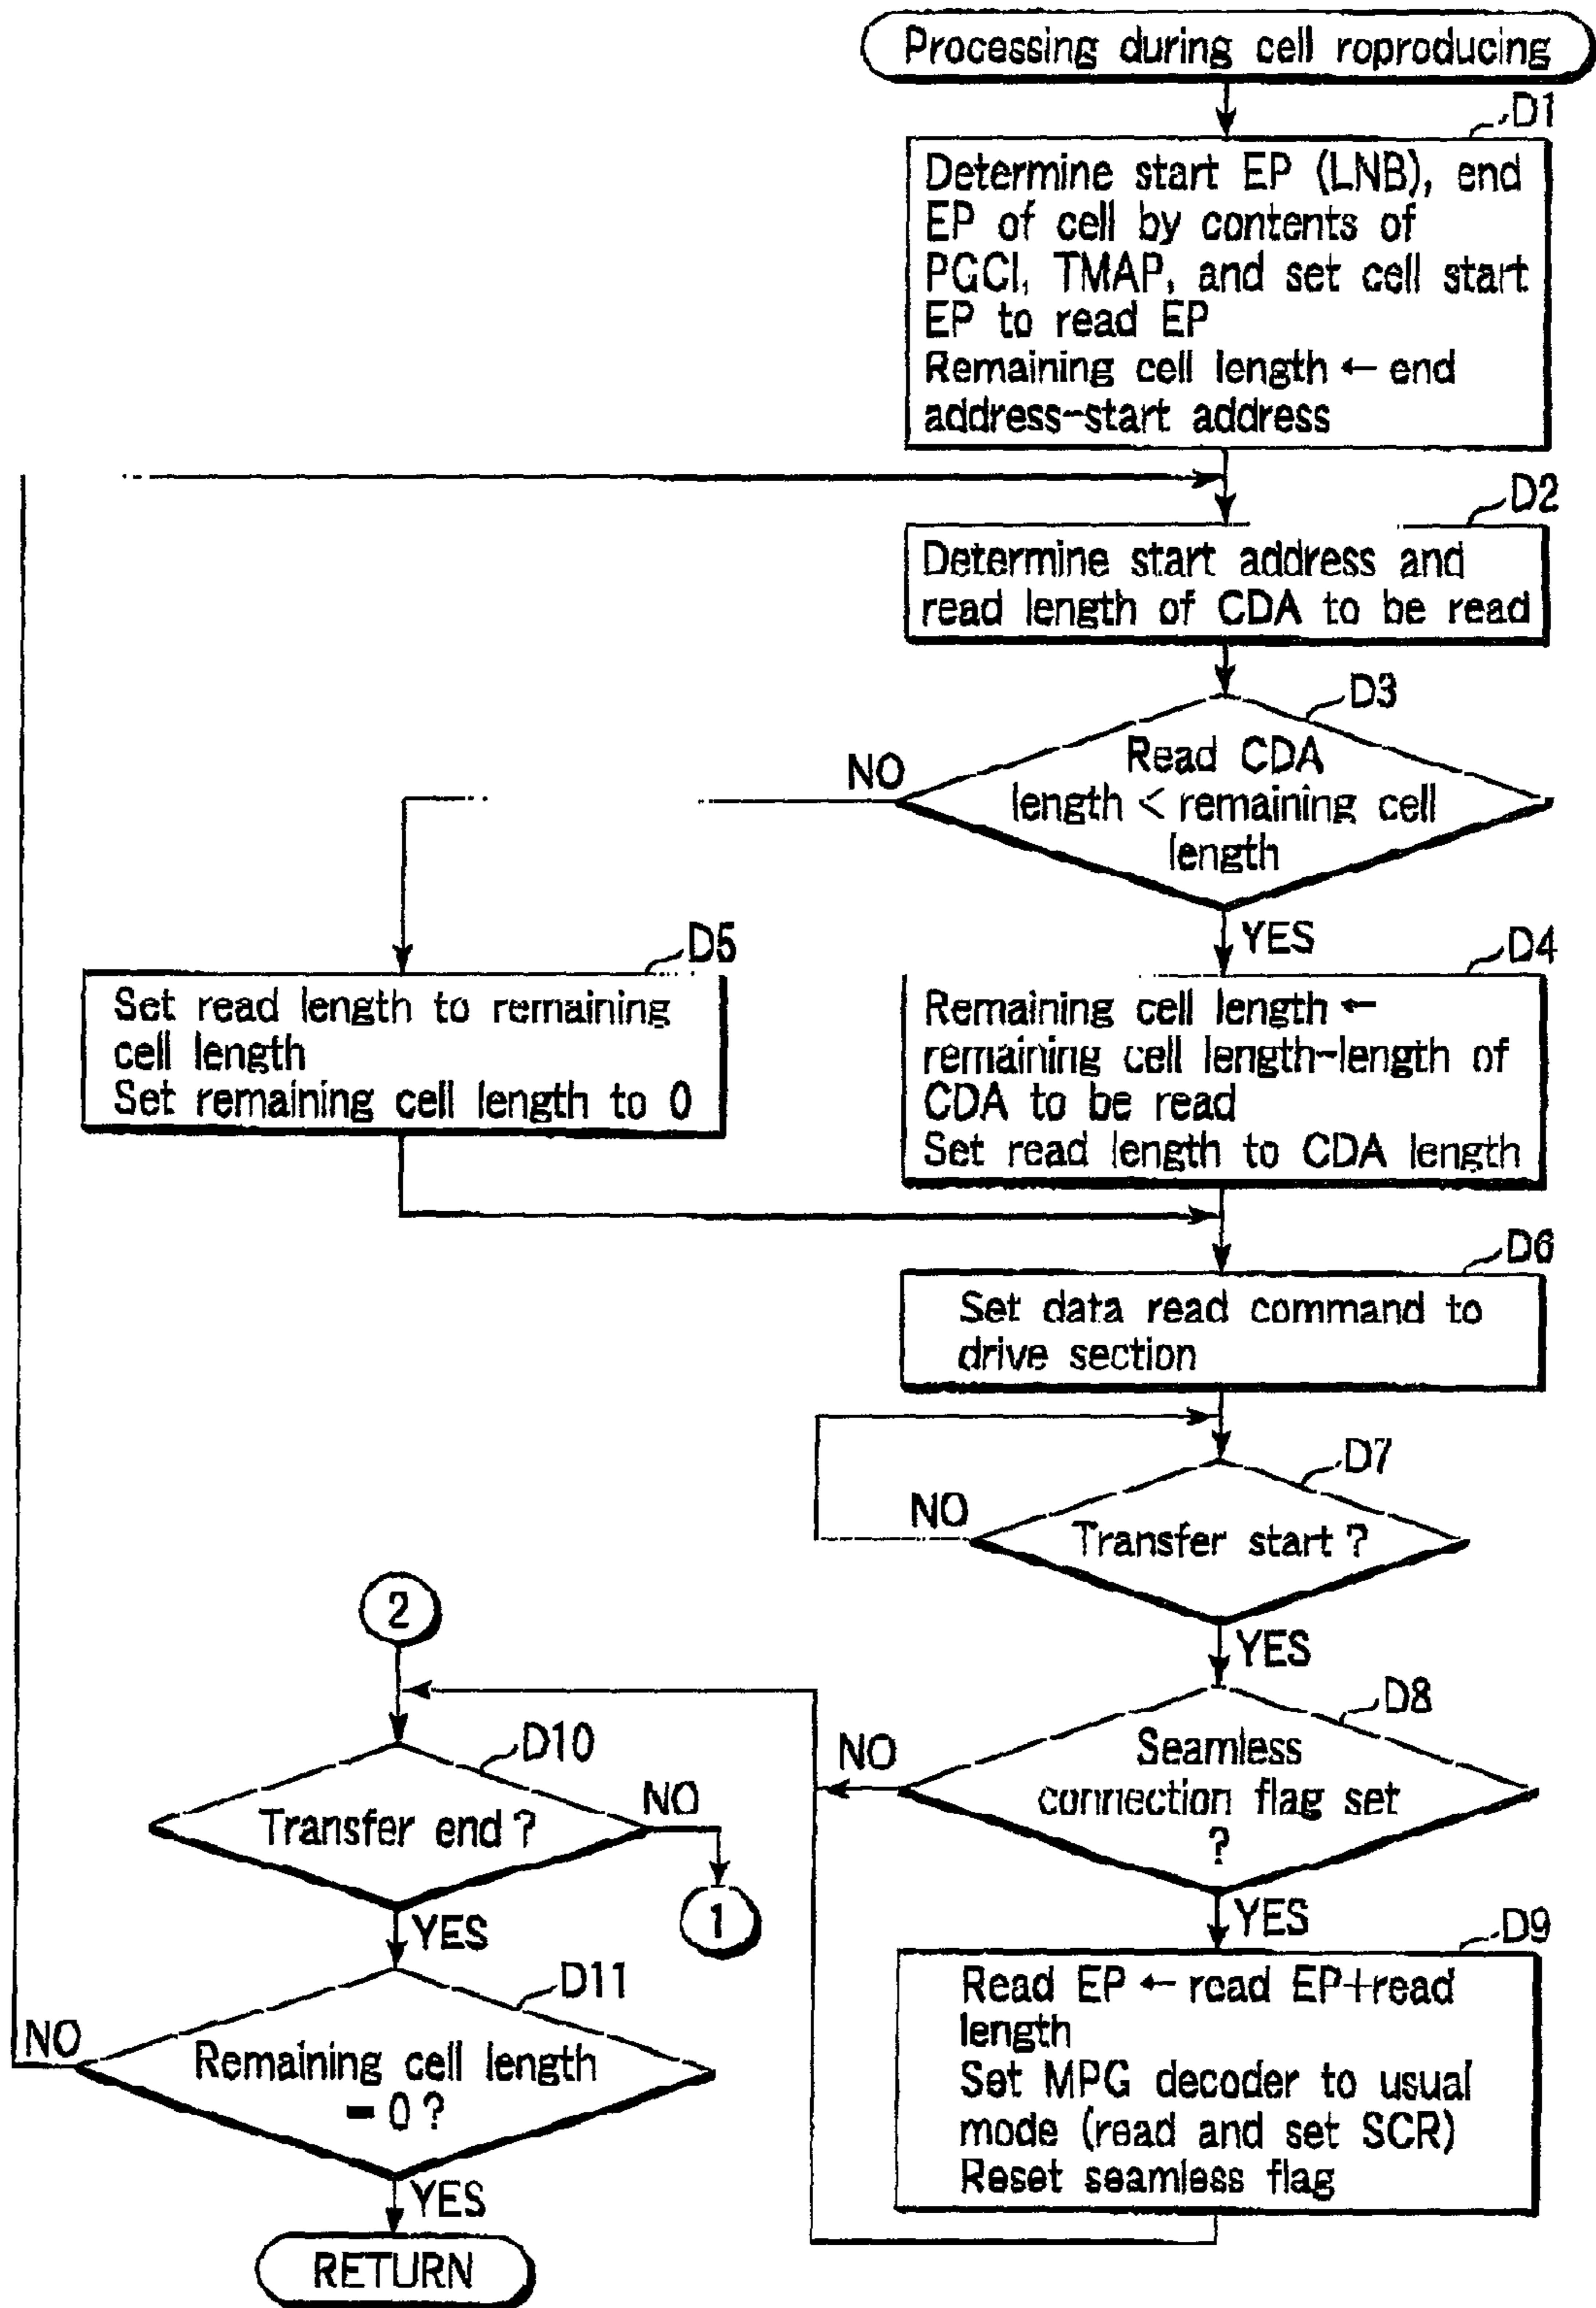 Processing during cell roproducing
D1
Determine start EP (LNB), end
EP of cell by contents of
PGCI, TMAP, and set cell start
EP to read EP
Remaining cell length ← end
address-start address
D2
Determine start address and
read length of CDA to be read
D3
Read CDA
length < remaining cell
length
NO
YES
D5
Set read length to remaining
cell length
Set remaining cell length to 0
D4
Remaining cell length ←
remaining cell length-length of
CDA to be read
Set read length to CDA length
D6
Set data read command to
drive section
D7
Transfer start ?
NO
YES
D8
Seamless
connection flag set
?
NO
YES
D9
Read EP ← read EP+read
length
Set MPG decoder to usual
mode (read and set SCR)
Reset seamless flag
2
D10
Transfer end ?
NO
1
YES
D11
Remaining cell length
= 0 ?
NO
YES
RETURN